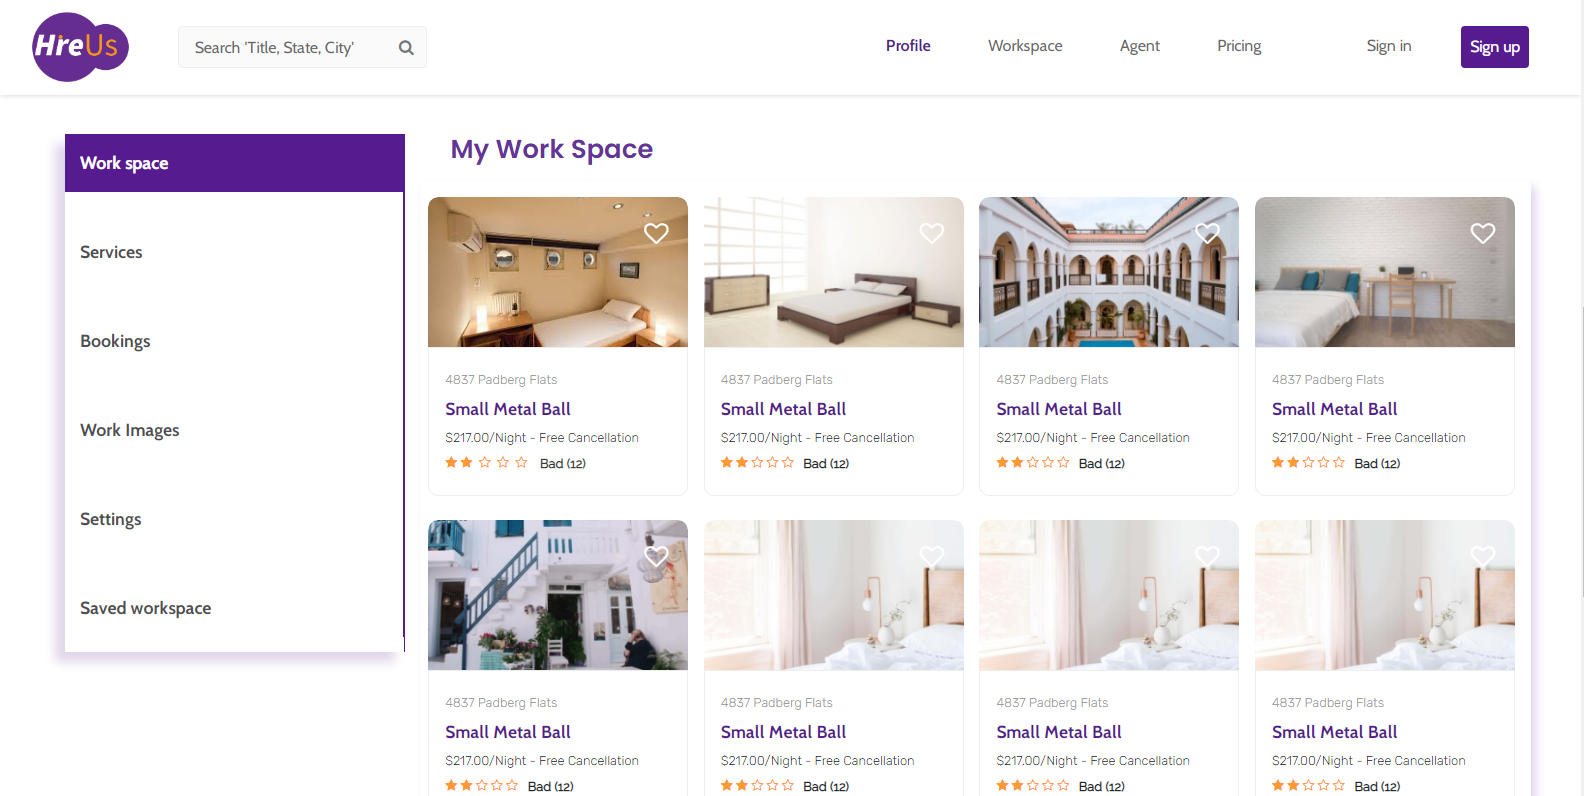 HireUs
Search 'Title, State, City'
Profile
Workspace
Agent
Pricing
Sign in
Sign up
Work space
Services
Bookings
Work Images
Settings
Saved workspace
My Work Space
4837 Padberg Flats
Small Metal Ball
$217.00/Night - Free Cancellation
Bad (12)
4837 Padberg Flats
Small Metal Ball
$217.00/Night - Free Cancellation
Bad (12)
4837 Padberg Flats
Small Metal Ball
$217.00/Night - Free Cancellation
Bad (12)
4837 Padberg Flats
Small Metal Ball
$217.00/Night - Free Cancellation
Bad (12)
4837 Padberg Flats
Small Metal Ball
$217.00/Night - Free Cancellation
Bad (12)
4837 Padberg Flats
Small Metal Ball
$217.00/Night - Free Cancellation
Bad (12)
4837 Padberg Flats
Small Metal Ball
$217.00/Night - Free Cancellation
Bad (12)
4837 Padberg Flats
Small Metal Ball
$217.00/Night - Free Cancellation
Bad (12)